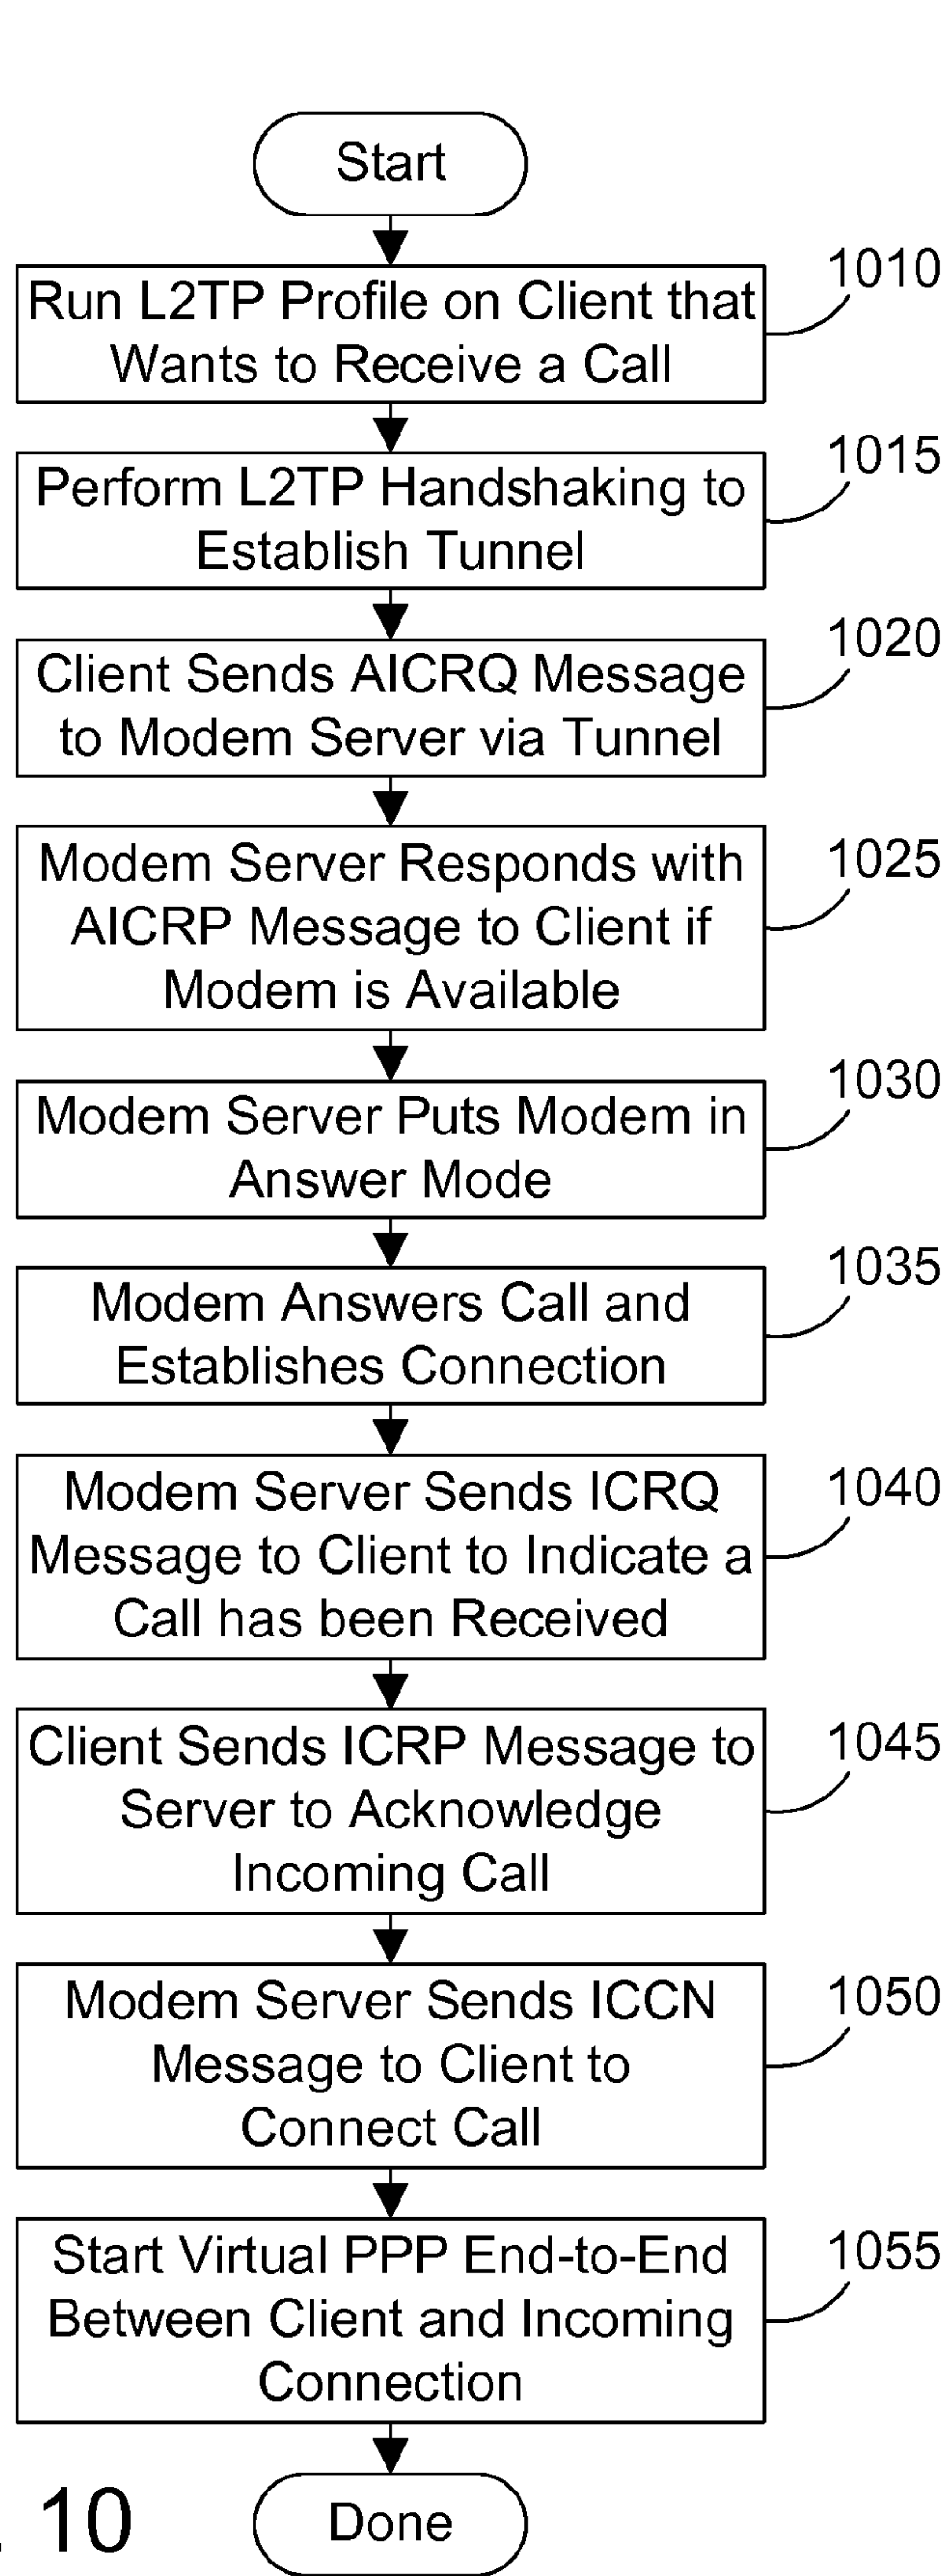 Start
1010
Run L2TP Profile on Client that
Wants to Receive a Call
1015
Perform L2TP Handshaking to
Establish Tunnel
1020
Client Sends AICRQ Message
to Modem Server via Tunnel
1025
Modem Server Responds with
AICRP Message to Client if
Modem is Available
1030
Modem Server Puts Modem in
Answer Mode
1035
Modem Answers Call and
Establishes Connection
1040
Modem Server Sends ICRQ
Message to Client to Indicate a
Call has been Received
1045
Client Sends ICRP Message to
Server to Acknowledge
Incoming Call
1050
Modem Server Sends ICCN
Message to Client to
Connect Call
1055
Start Virtual PPP End-to-End
Between Client and Incoming
Connection
. 10
Done